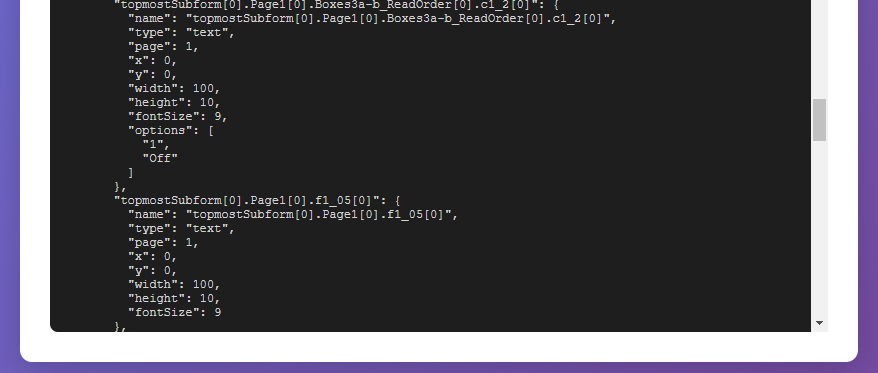 "topmostSubform[0].Page1[0].Boxes3a-b_ReadOrder[0].c1_2[0]": {
"name": "topmostSubform[0].Page1[0].Boxes3a-b_ReadOrder[0].c1_2[0]",
"type": "text",
"page": 1,
"x": 0,
"y": 0,
"width": 100,
"height": 10,
"fontSize": 9,
"options": [
"1",
"Off"
]
},
"topmostSubform[0].Page1[0].f1_05[0]": {
"name": "topmostSubform[0].Page1[0].f1_05[0]",
"type": "text",
"page": 1,
"x": 0,
"y": 0,
"width": 100,
"height": 10,
"fontSize": 9
},